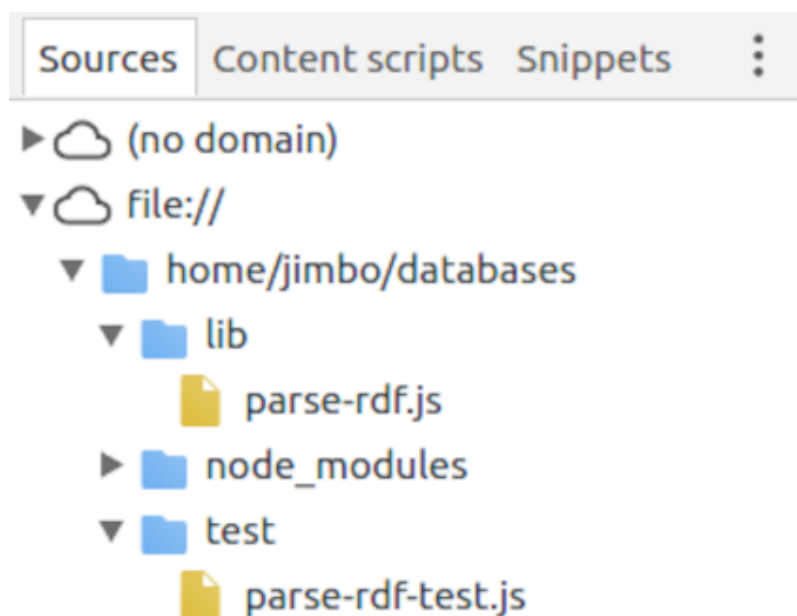 Sources Content scripts Snippets
(no domain)
file://
home/jimbo/databases
lib
parse-rdf.js
node_modules
test
parse-rdf-test.js